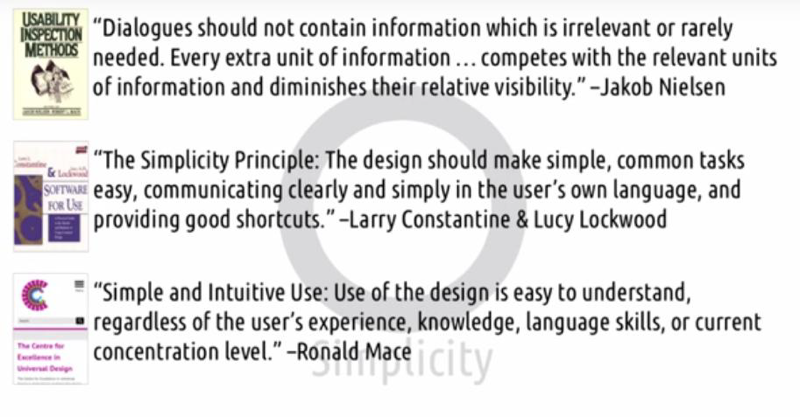 USABILITY
INSPECTION
METHODS
“Dialogues should not contain information which is irrelevant or rarely
needed. Every extra unit of information … competes with the relevant units
of information and diminishes their relative visibility.” –Jakob Nielsen
Constantine
& Lockwood
SOFTWARE
FOR USE
“The Simplicity Principle: The design should make simple, common tasks
easy, communicating clearly and simply in the user’s own language, and
providing good shortcuts.” –Larry Constantine & Lucy Lockwood
The Centre for
Excellence in
Universal Design
“Simple and Intuitive Use: Use of the design is easy to understand,
regardless of the user’s experience, knowledge, language skills, or current
concentration level.” –Ronald Mace
Simplicity